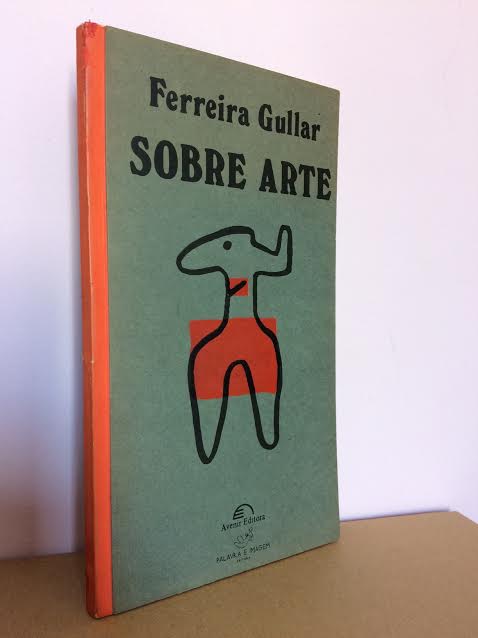 Ferreira Gullar
SOBRE ARTE
Avenir Editora
PALAVRA E IMAGEM